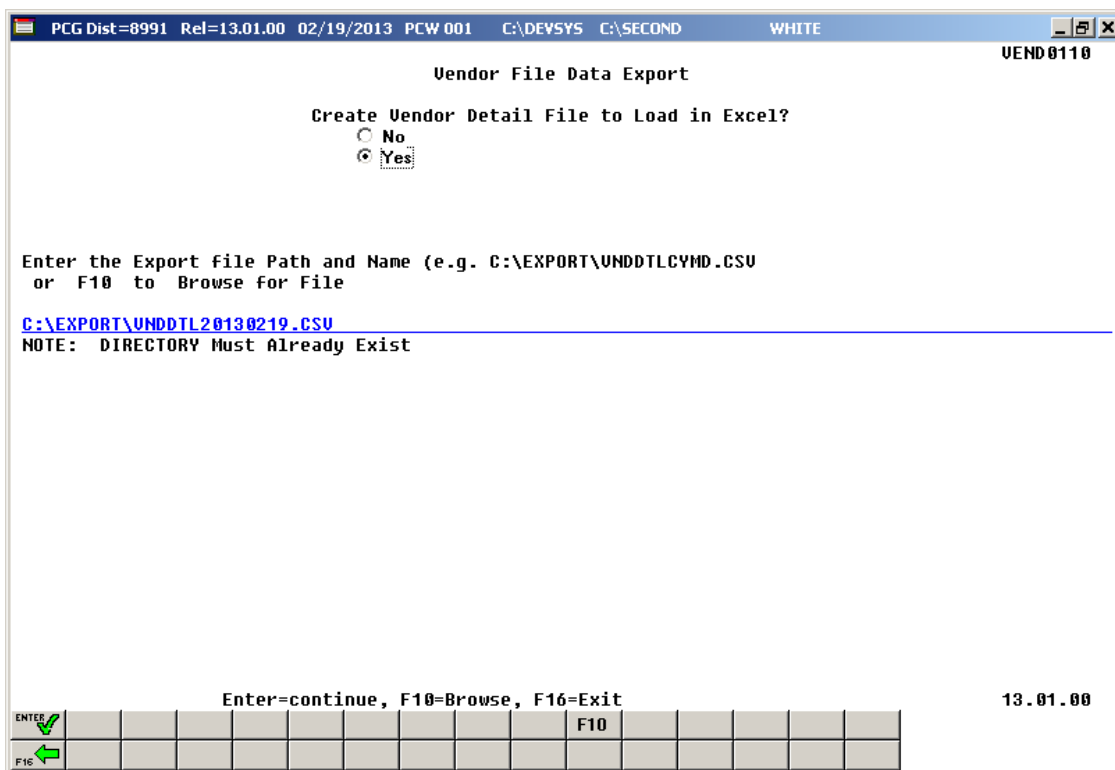 PCG Dist=8991 Rel=13.01.00 02/19/2013 PCW 001 C:\DEVSYS C:\SECOND WHITE
VEND0110
Vendor File Data Export
Create Vendor Detail File to Load in Excel?
No
Yes
Enter the Export file Path and Name (e.g. C:\EXPORT\VNDDTLCYMD.CSV
or F10 to Browse for File
C:\EXPORT\VNDDTL20130219.CSV
NOTE: DIRECTORY Must Already Exist
Enter=continue, F10=Browse, F16=Exit 13.01.00
ENTER F10
F16